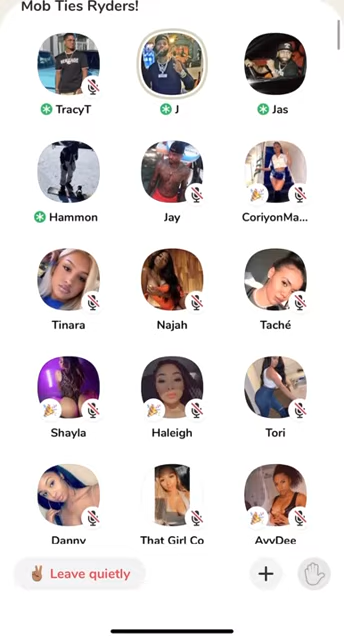 Mob Ties Ryders!
TracyT
J
Jas
Hammon
Jay
CoriyonMa...
Tinara
Najah
Taché
Shayla
Haleigh
Tori
Danny
That Girl Co
AvyDee
✌🏽 Leave quietly